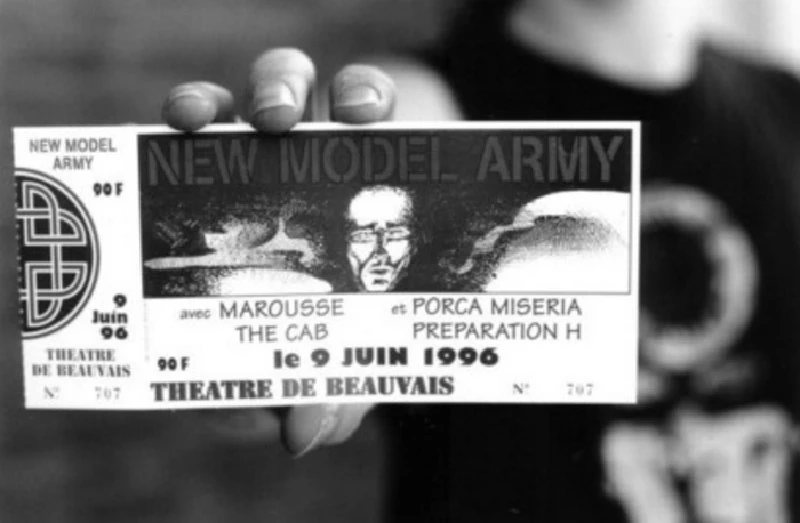 NEW MODEL
ARMY
90 F
9
Juin
96
THEATRE
DE BEAUVAIS
N° 707
NEW MODEL ARMY
avec MAROUSSE et PORCA MISERIA
THE CAB PREPARATION H
90 F le 9 JUIN 1996
THEATRE DE BEAUVAIS N° 707